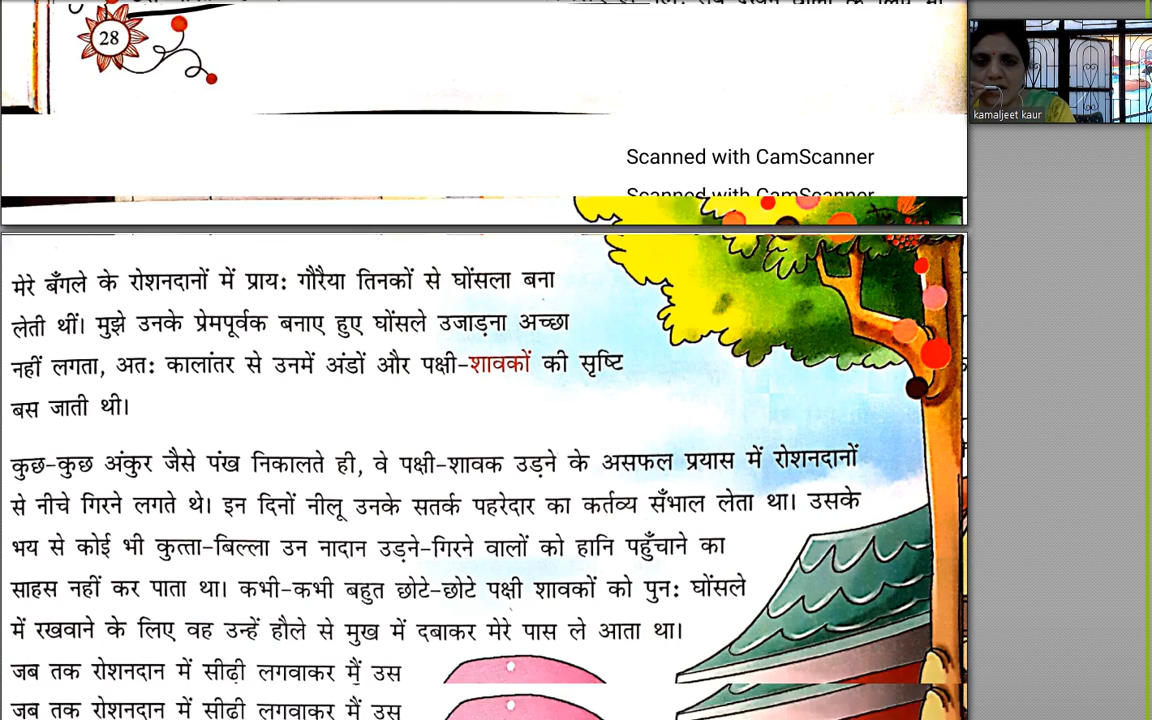 28
kamaljeet kaur
Scanned with CamScanner
Scanned with CamScanner
मेरे बँगले के रोशनदानों में प्राय: गौरैया तिनकों से घोंसला बना
लेती थीं। मुझे उनके प्रेमपूर्वक बनाए हुए घोंसले उजाड़ना अच्छा
नहीं लगता, अत: कालांतर से उनमें अंडों और पक्षी-शावकों की सृष्टि
बस जाती थी।
कुछ-कुछ अंकुर जैसे पंख निकालते ही, वे पक्षी-शावक उड़ने के असफल प्रयास में रोशनदानों
से नीचे गिरने लगते थे। इन दिनों नीलू उनके सतर्क पहरेदार का कर्तव्य सँभाल लेता था। उसके
भय से कोई भी कुत्ता-बिल्ला उन नादान उड़ने-गिरने वालों को हानि पहुँचाने का
साहस नहीं कर पाता था। कभी-कभी बहुत छोटे-छोटे पक्षी शावकों को पुन: घोंसले
में रखवाने के लिए वह उन्हें हौले से मुख में दबाकर मेरे पास ले आता था।
जब तक रोशनदान में सीढ़ी लगवाकर मैं उस
जब तक रोशनदान में सीढी लगवाकर मैं उस